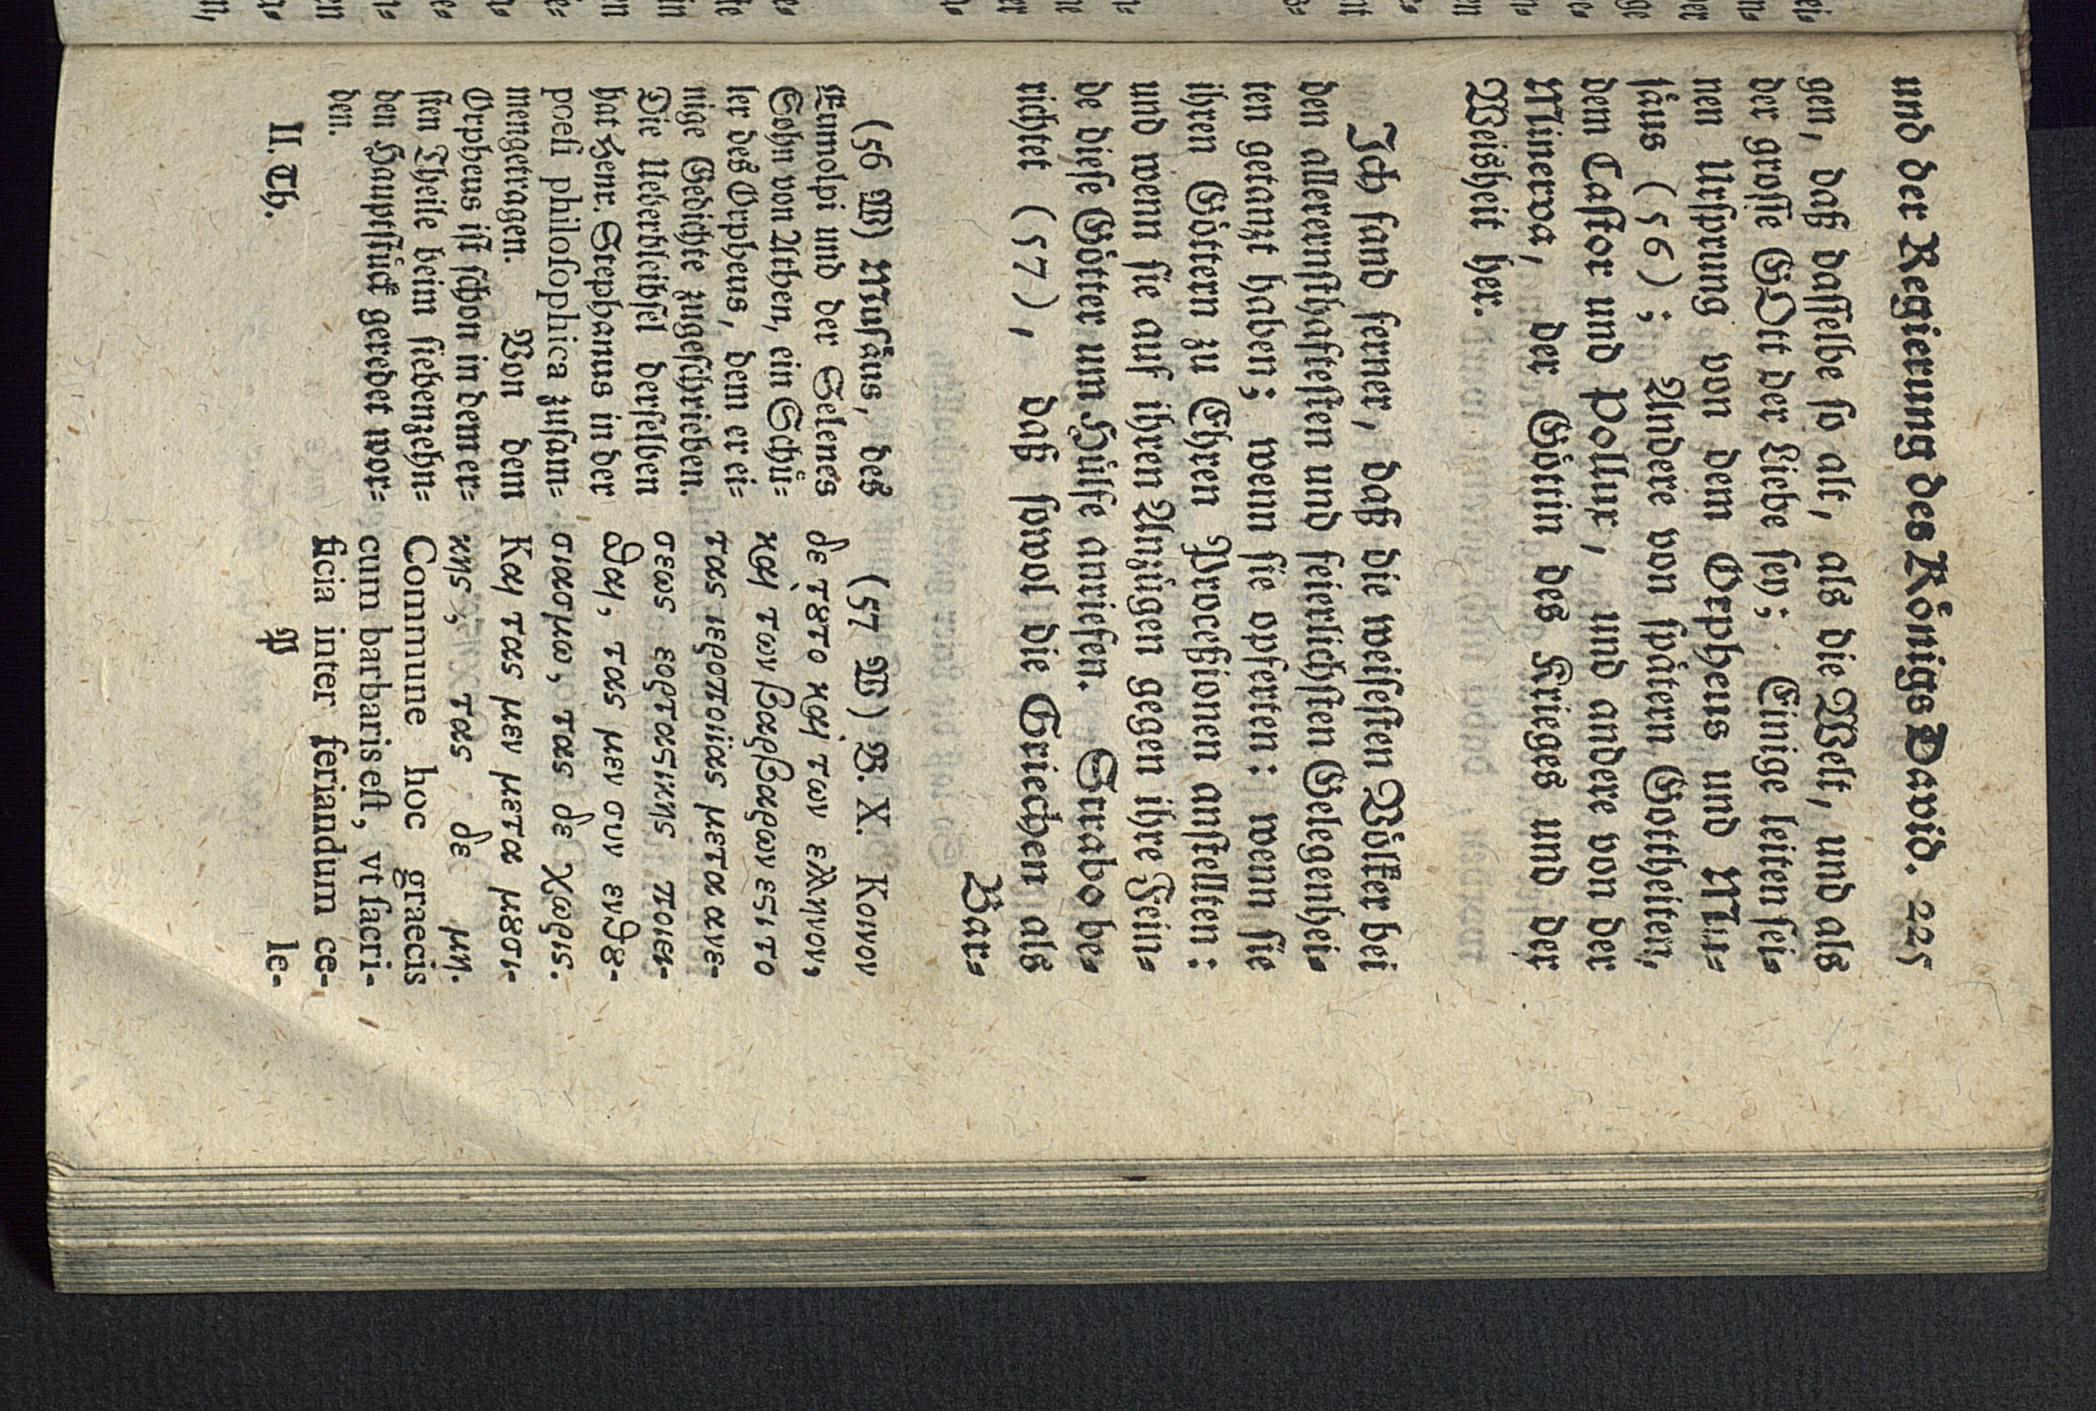 und der Regierung des Königs David. 225
gen, daß dasselbe so alt, als die Welt, und als
der große GOtt der Liebe sey; Einige leiten sei-
nen Ursprung von dem Orpheus und Mu-
säus (56); Andere von spätern Gottheiten,
dem Castor und Pollux, und andere von der
Minerva, der Göttin des Krieges und der
Weisheit her.
Ich fand ferner, daß die weisesten Völker bei
den allerernsthaftesten und feierlichsten Gelegenhei-
ten getanzt haben; wenn sie opferten: wenn sie
ihren Göttern zu Ehren Proceßionen anstellten:
und wenn sie auf ihren Anzügen gegen ihre Fein-
de diese Götter um Hülfe anriefen. Strabo be-
richtet (57), daß sowol die Griechen als
Bar-
(56 W) Musäus, des
Eumolpi und der Selenes
Sohn von Athen, ein Schü-
ler des Orpheus, dem er ei-
nige Gedichte zugeschrieben.
Die Ueberbleibsel derselben
hat Henr. Stephanus in der
poesi philosophica zusam-
mengetragen. Von dem
Orpheus ist schon in dem er-
sten Theile beim siebenzehn-
den Hauptstück geredet wor-
den.
(57 W) B. X. Κοινον
δε τȣτο και των ελληνων,
και των βαρβαρων εϛι το
τας ιεροποιϊας μετα ανε-
σεως εορταϛικης ποιει-
ϑαι, τας μεν συν ενθȣ-
σιασμω, τας δε χωρις.
Και τας μεν μετα μȣσι-
κης, τας δε μη.
Commune hoc graecis
cum barbaris eſt, vt ſacri-
ficia inter feriandum ce-
II. Th. P le-